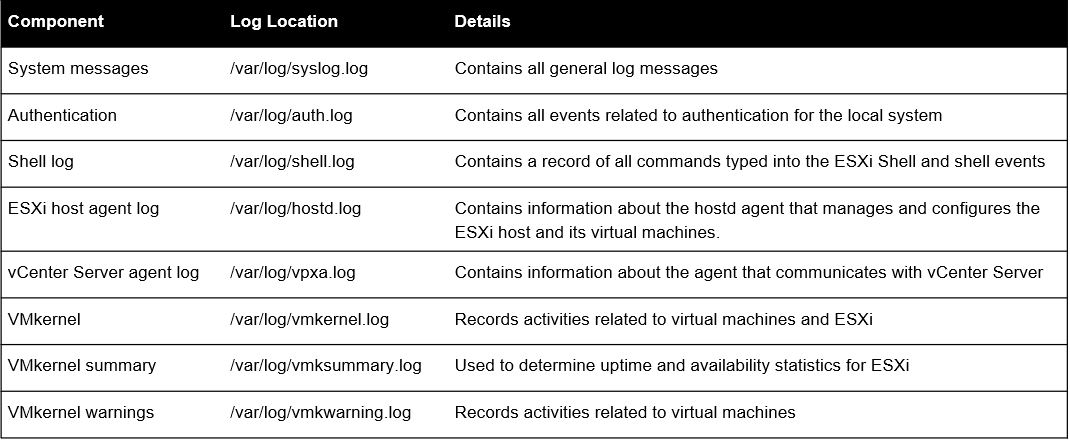 Component Log Location Details
System messages /var/log/syslog.log Contains all general log messages
Authentication /var/log/auth.log Contains all events related to authentication for the local system
Shell log /var/log/shell.log Contains a record of all commands typed into the ESXi Shell and shell events
ESXi host agent log /var/log/hostd.log Contains information about the hostd agent that manages and configures the
ESXi host and its virtual machines.
vCenter Server agent log /var/log/vpxa.log Contains information about the agent that communicates with vCenter Server
VMkernel /var/log/vmkernel.log Records activities related to virtual machines and ESXi
VMkernel summary /var/log/vmksummary.log Used to determine uptime and availability statistics for ESXi
VMkernel warnings /var/log/vmkwarning.log Records activities related to virtual machines